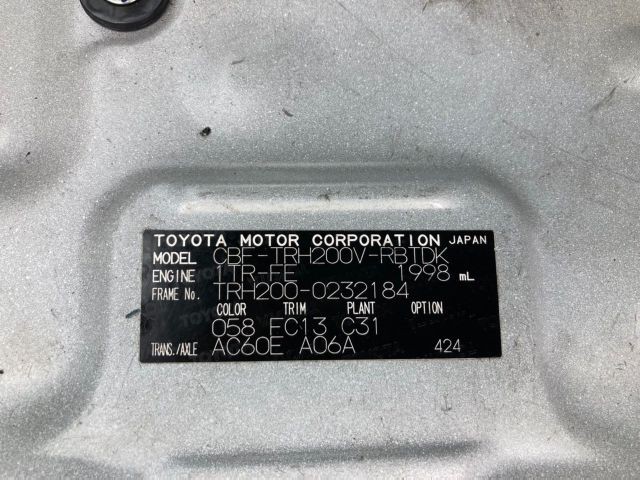 TOYOTA MOTOR CORPORATION JAPAN
MODEL CBF-TRH200V-RBTDK
ENGINE 1TR-FE 1998 mL
FRAME No. TRH200-0232184
COLOR TRIM PLANT OPTION
058 FC13 C31
TRANS./AXLE AC60E A06A 424